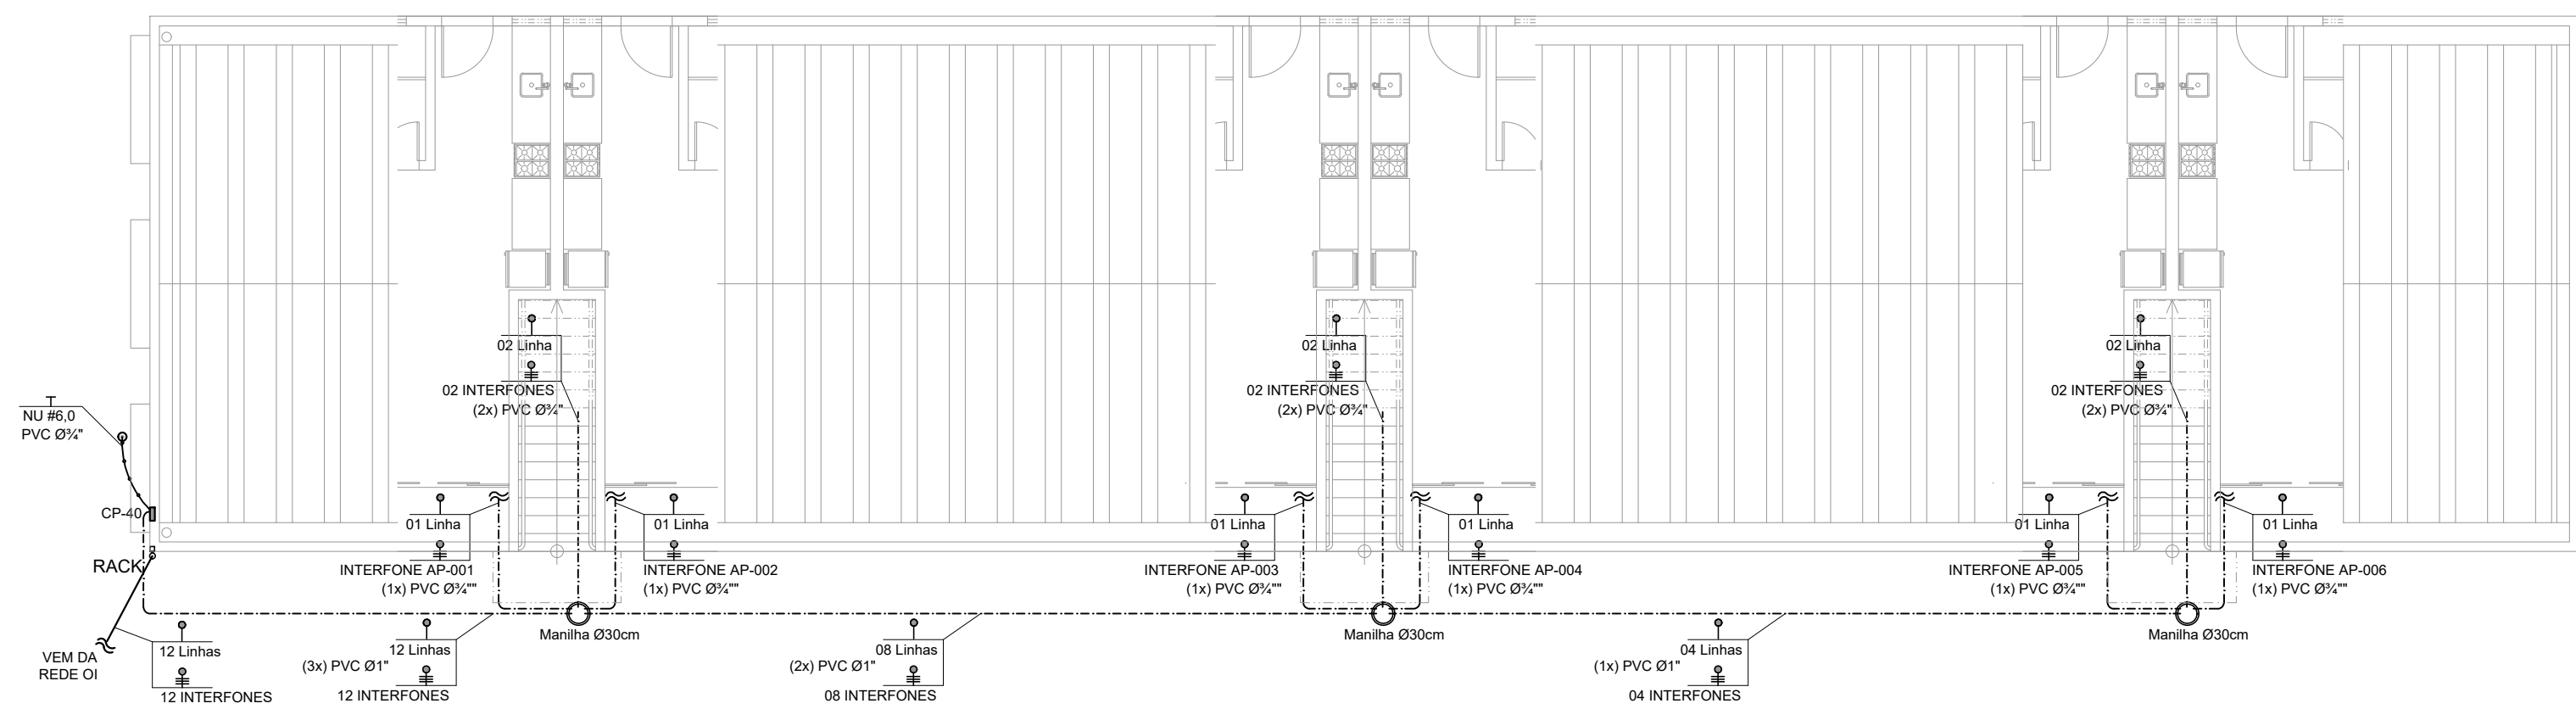 02 Linha
02 INTERFONES
(2x) PVC Ø¾"
02 Linha
02 INTERFONES
(2x) PVC Ø¾"
02 Linha
02 INTERFONES
(2x) PVC Ø¾"
NU #6,0
PVC Ø¾"
CP-40
RACK
01 Linha
INTERFONE AP-001
(1x) PVC Ø¾""
01 Linha
INTERFONE AP-002
(1x) PVC Ø¾""
01 Linha
INTERFONE AP-003
(1x) PVC Ø¾""
01 Linha
INTERFONE AP-004
(1x) PVC Ø¾""
01 Linha
INTERFONE AP-005
(1x) PVC Ø¾""
01 Linha
INTERFONE AP-006
(1x) PVC Ø¾""
Manilha Ø30cm
Manilha Ø30cm
Manilha Ø30cm
VEM DA
REDE OI
12 Linhas
12 INTERFONES
12 Linhas
(3x) PVC Ø1"
12 INTERFONES
08 Linhas
(2x) PVC Ø1"
08 INTERFONES
04 Linhas
(1x) PVC Ø1"
04 INTERFONES